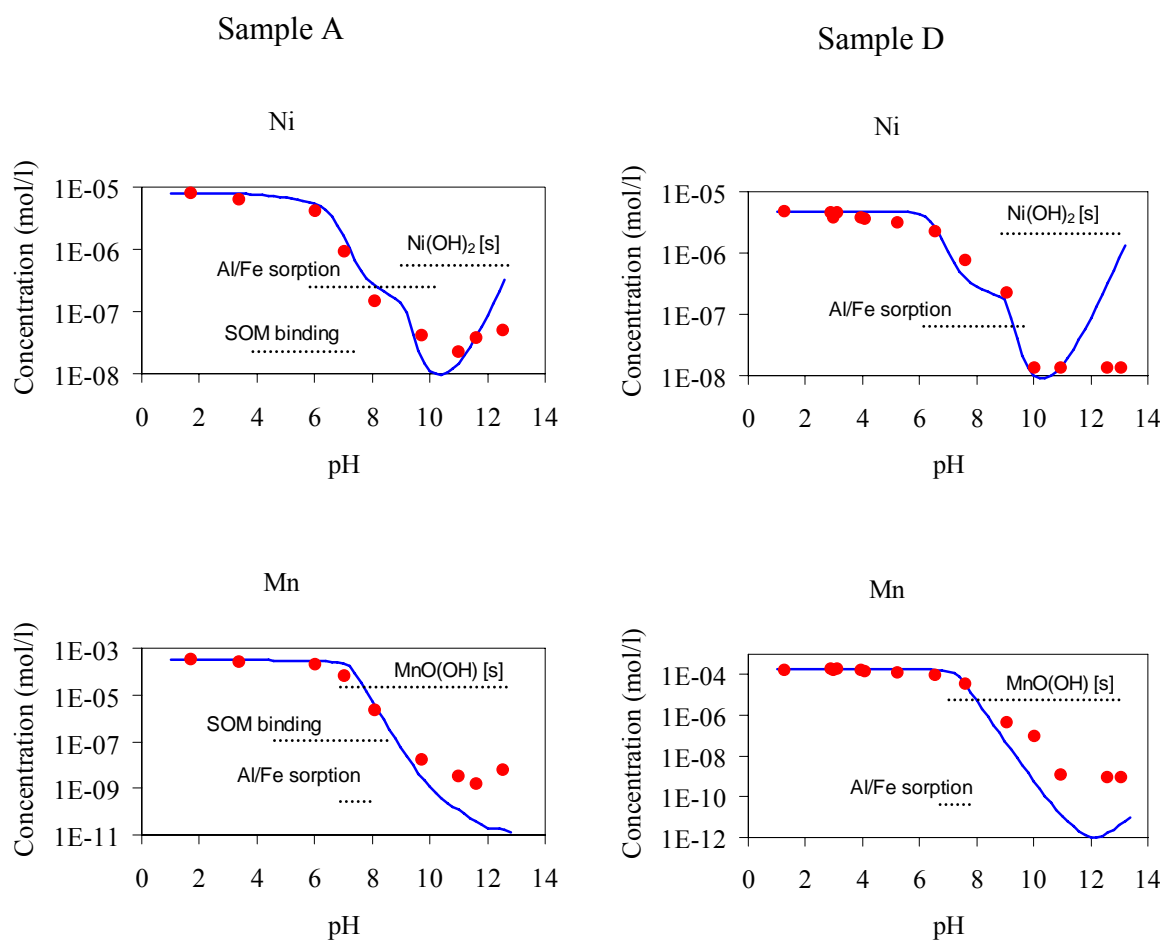 Sample A
Sample D
Ni
Ni
Concentration (mol/l)
1E-05
1E-06
1E-07
1E-08
Ni(OH)2 [s]
Al/Fe sorption
SOM binding
0 2 4 6 8 10 12 14
pH
Concentration (mol/l)
1E-05
1E-06
1E-07
1E-08
Ni(OH)2 [s]
Al/Fe sorption
0 2 4 6 8 10 12 14
pH
Mn
Mn
Concentration (mol/l)
1E-03
1E-05
1E-07
1E-09
1E-11
MnO(OH) [s]
SOM binding
Al/Fe sorption
0 2 4 6 8 10 12 14
pH
Concentration (mol/l)
1E-04
1E-06
1E-08
1E-10
1E-12
MnO(OH) [s]
Al/Fe sorption
0 2 4 6 8 10 12 14
pH